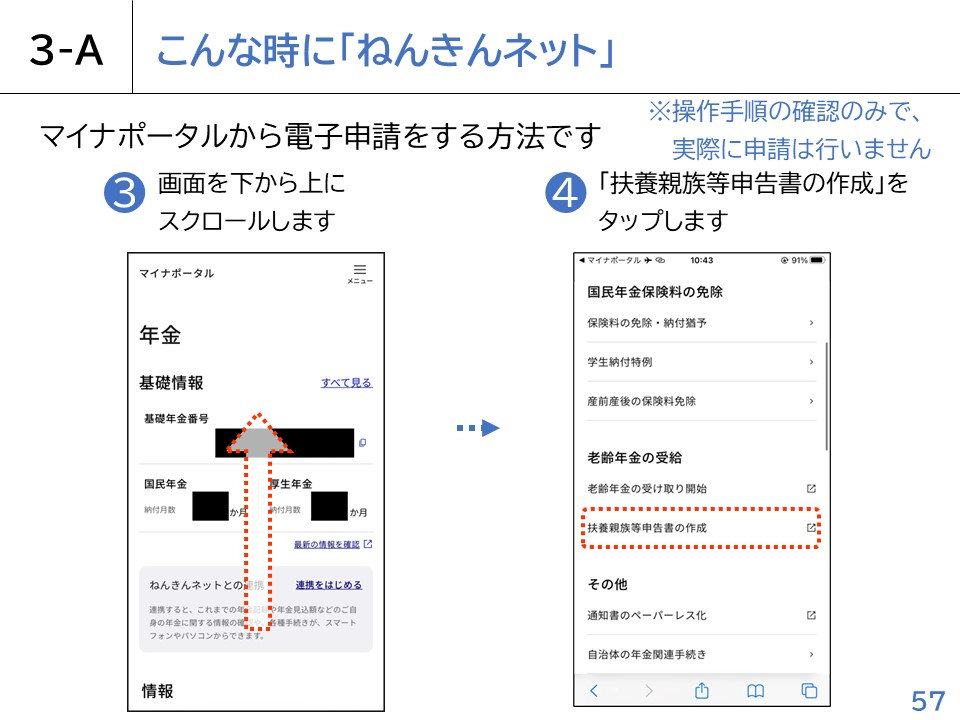 3-A
こんな時に「ねんきんネット」
マイナポータルから電子申請をする方法です
※操作手順の確認のみで、
実際に申請は行いません
3
画面を下から上に
スクロールします
マイナポータル
メニュー
年金
基礎情報
すべて見る
基礎年金番号
国民年金
納付月数
か月
厚生年金
納付月数
か月
最新の情報を確認
ねんきんネットとの連携
連携をはじめる
連携すると、これまでの年金記録や年金見込額などのご自
身の年金に関する情報の確認や、各種手続きが、スマート
フォンやパソコンからできます。
情報
4
「扶養親族等申告書の作成」を
タップします
マイナポータル
10:43
91%
国民年金保険料の免除
保険料の免除・納付猶予
学生納付特例
産前産後の保険料免除
老齢年金の受給
老齢年金の受け取り開始
扶養親族等申告書の作成
その他
通知書のペーパーレス化
自治体の年金関連手続き
57